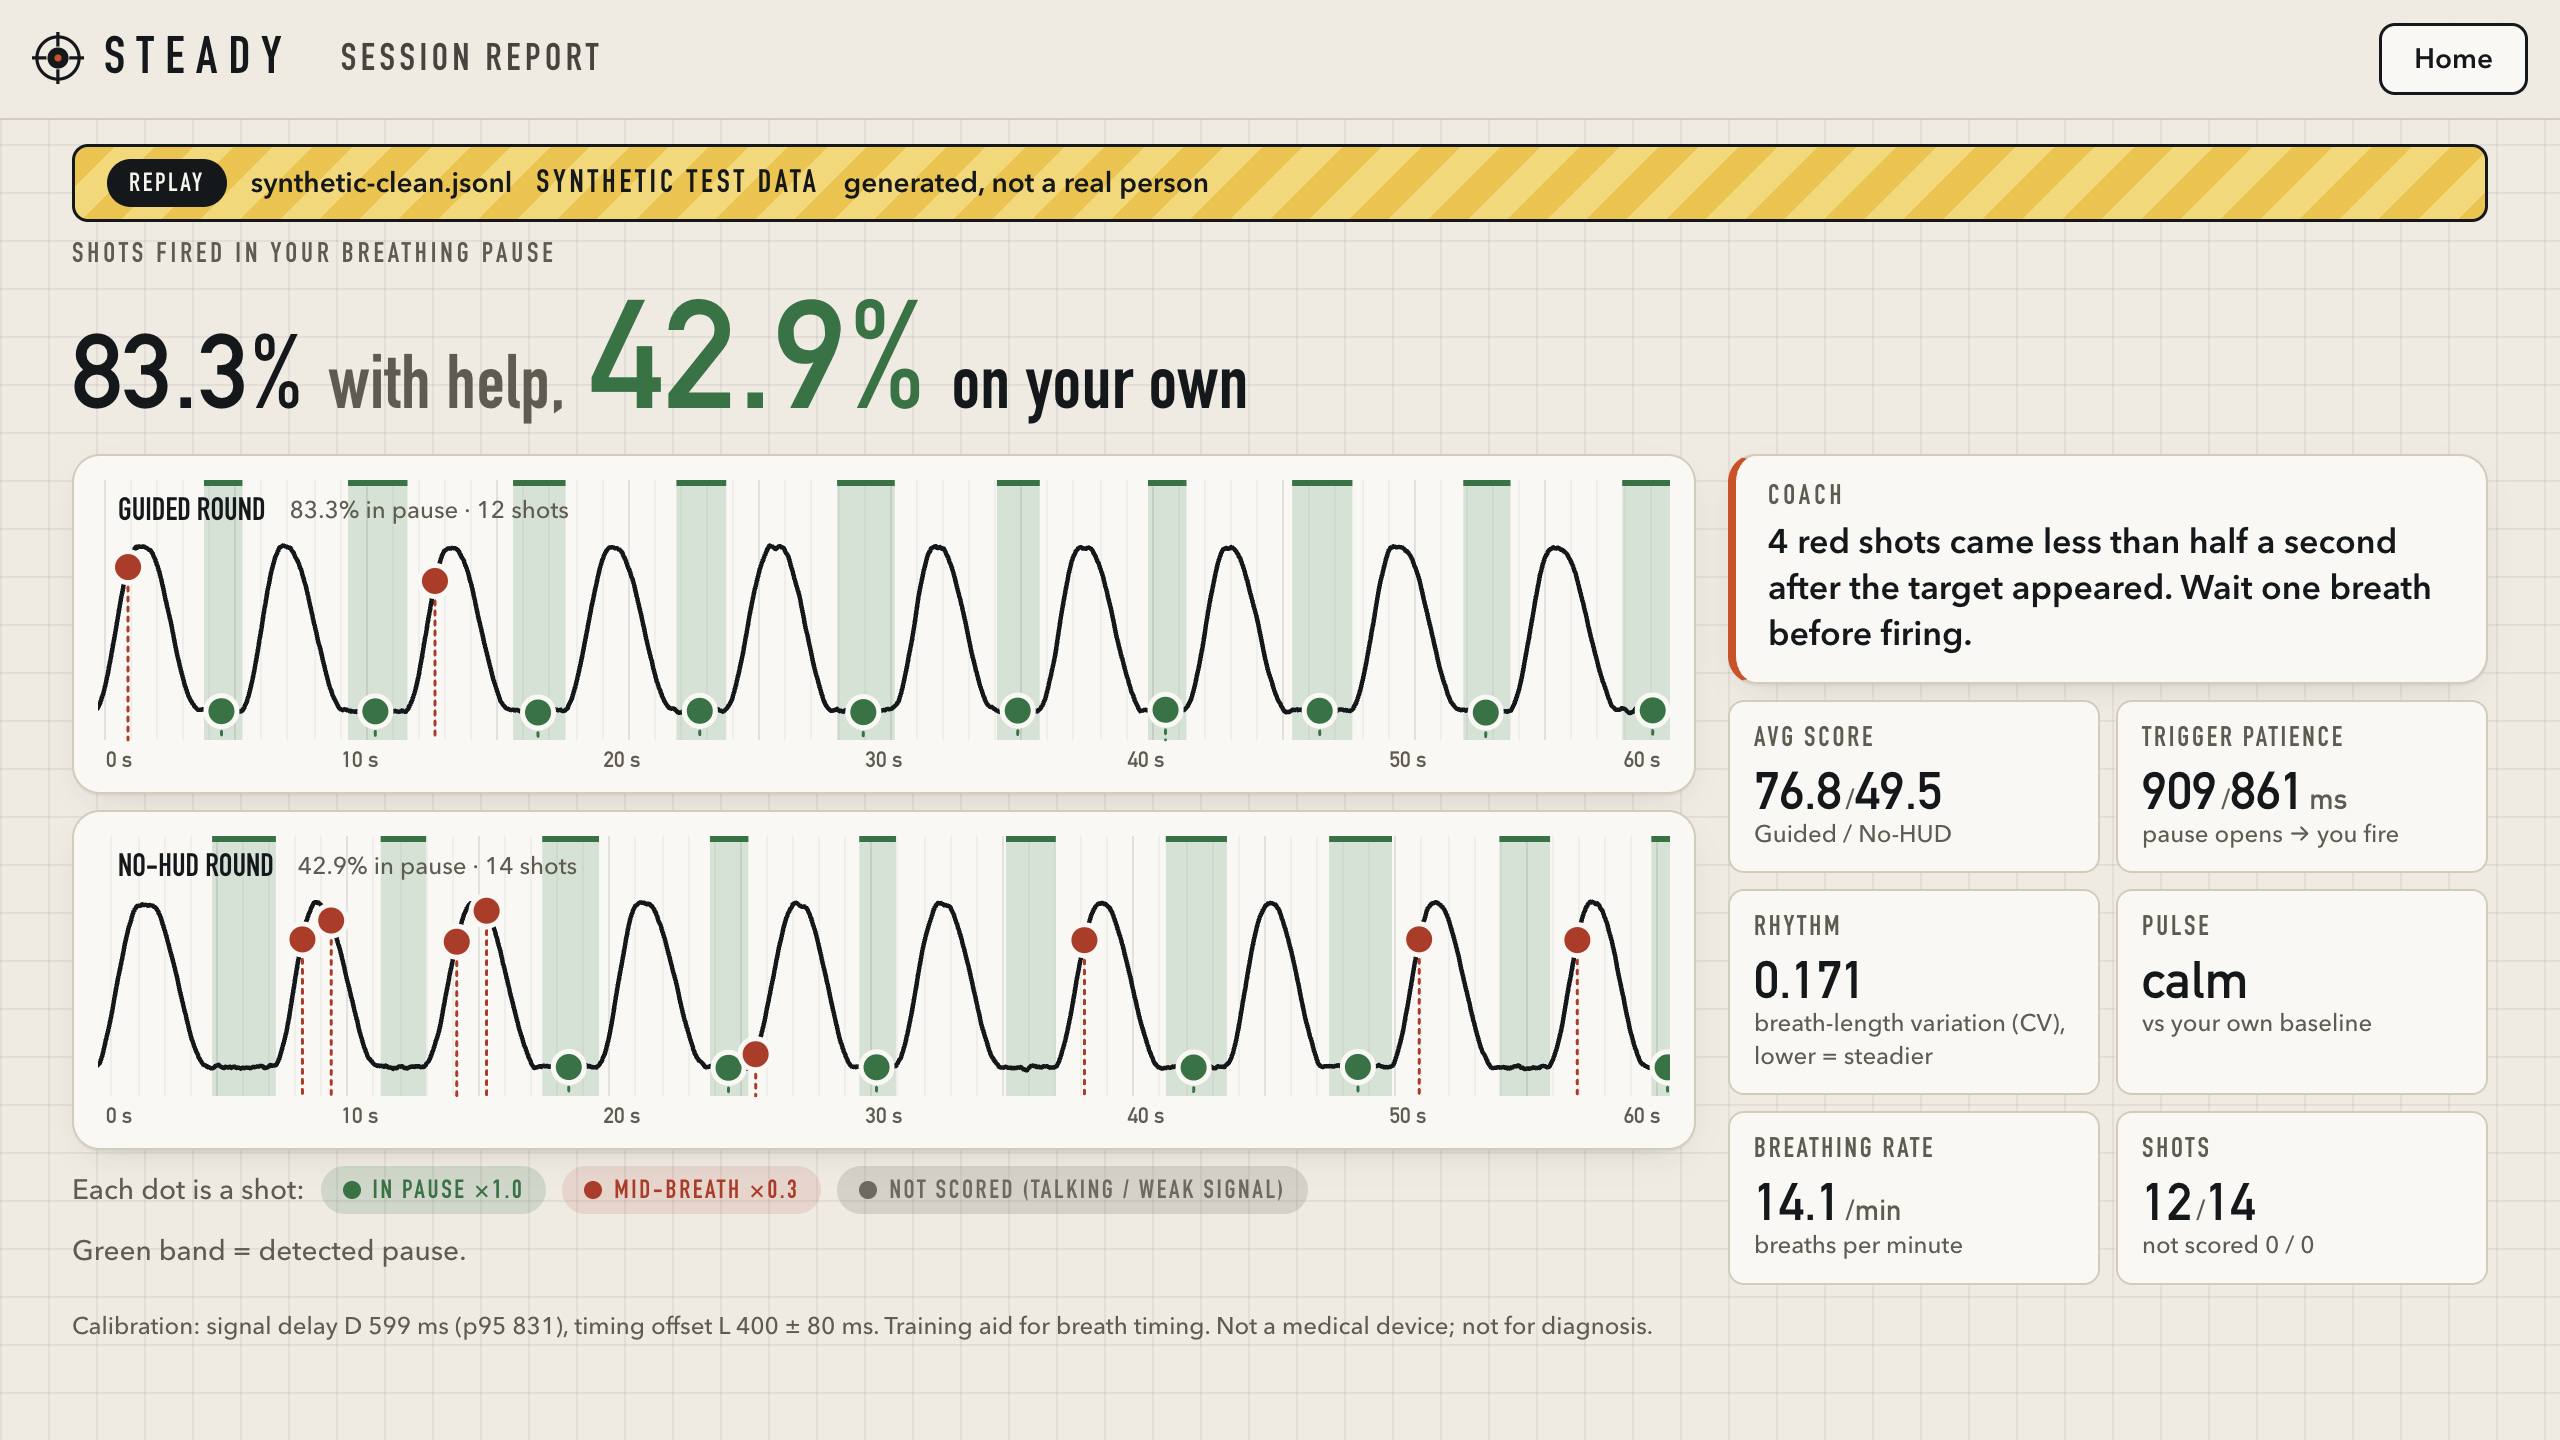 STEADY SESSION REPORT Home
REPLAY synthetic-clean.jsonl SYNTHETIC TEST DATA generated, not a real person
SHOTS FIRED IN YOUR BREATHING PAUSE
83.3% with help, 42.9% on your own
GUIDED ROUND 83.3% in pause · 12 shots
0 s 10 s 20 s 30 s 40 s 50 s 60 s
NO-HUD ROUND 42.9% in pause · 14 shots
0 s 10 s 20 s 30 s 40 s 50 s 60 s
Each dot is a shot: IN PAUSE ×1.0 MID-BREATH ×0.3 NOT SCORED (TALKING / WEAK SIGNAL)
Green band = detected pause.
COACH
4 red shots came less than half a second
after the target appeared. Wait one breath
before firing.
AVG SCORE
76.8/49.5
Guided / No-HUD
TRIGGER PATIENCE
909/861 ms
pause opens → you fire
RHYTHM
0.171
breath-length variation (CV),
lower = steadier
PULSE
calm
vs your own baseline
BREATHING RATE
14.1 /min
breaths per minute
SHOTS
12/14
not scored 0 / 0
Calibration: signal delay D 599 ms (p95 831), timing offset L 400 ± 80 ms. Training aid for breath timing. Not a medical device; not for diagnosis.